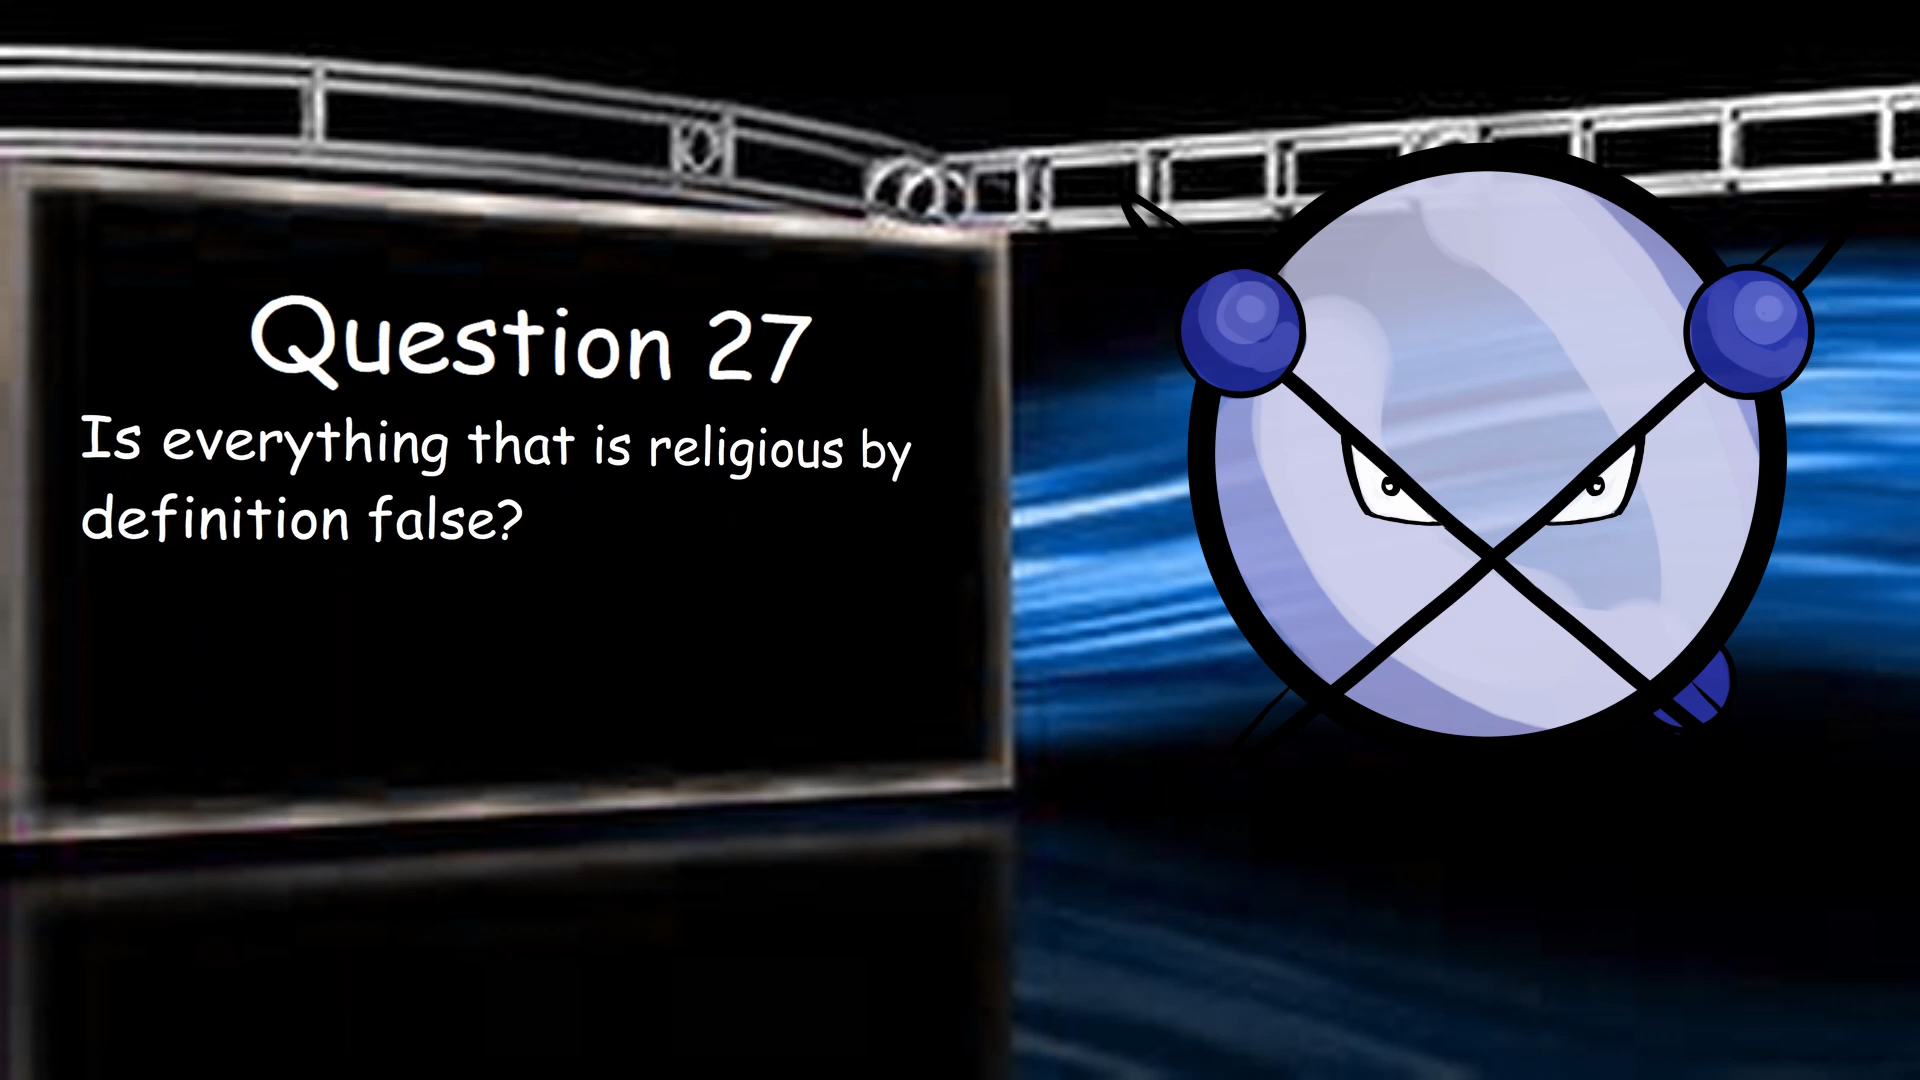 Question 27
Is everything that is religious by
definition false?